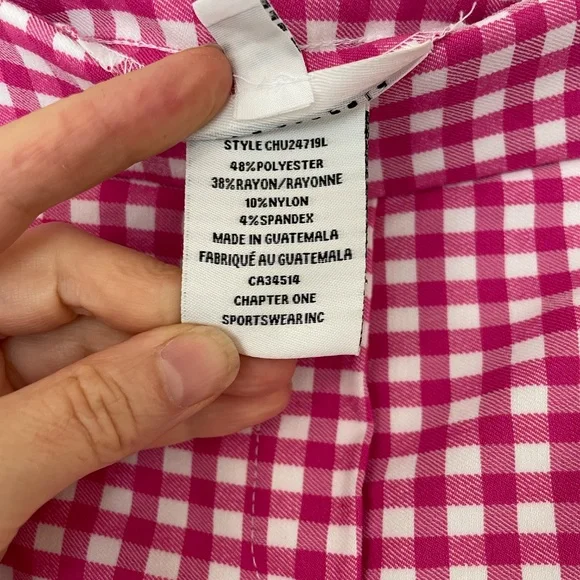 STYLE CHU24719L
48%POLYESTER
38%RAYON/RAYONNE
10%NYLON
4%SPANDEX
MADE IN GUATEMALA
FABRIQUÉ AU GUATEMALA
CA34514
CHAPTER ONE
SPORTSWEAR INC